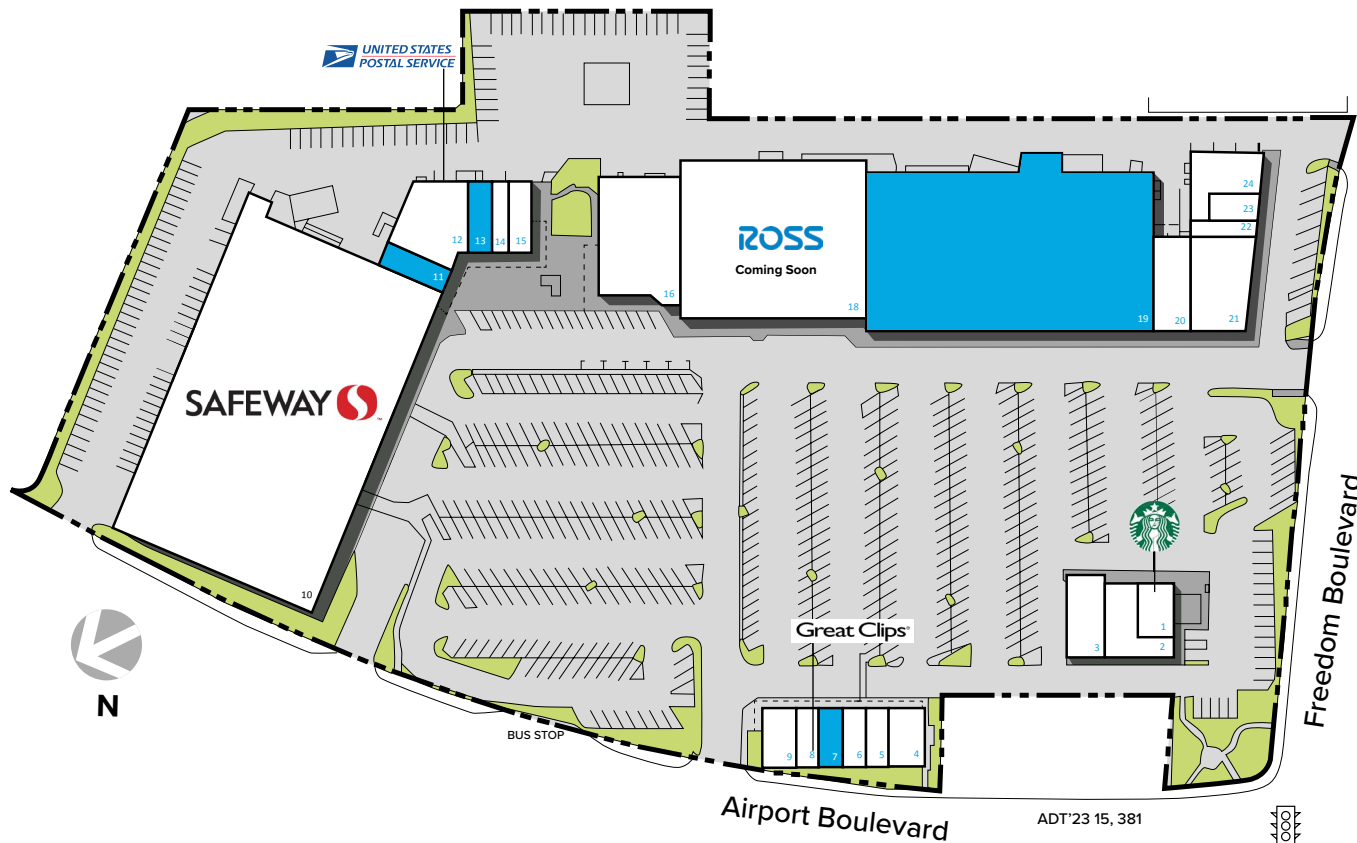 UNITED STATES
POSTAL SERVICE
24
23
22
12
13
14
15
11
ROSS
Coming Soon
16
18
19
20
21
SAFEWAY
™
10
N
Great Clips®
1
3
2
Freedom Boulevard
BUS STOP
9
8
7
6
5
4
Airport Boulevard
ADT'23 15, 381